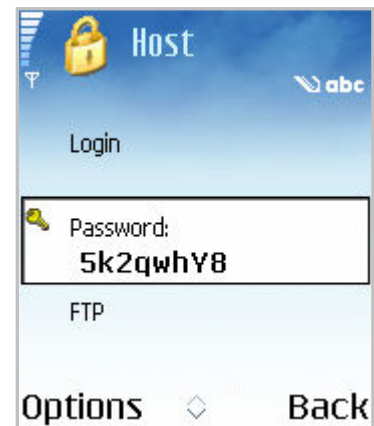 Host
abc
Login
Password:
5k2qwhY8
FTP
Options
Back